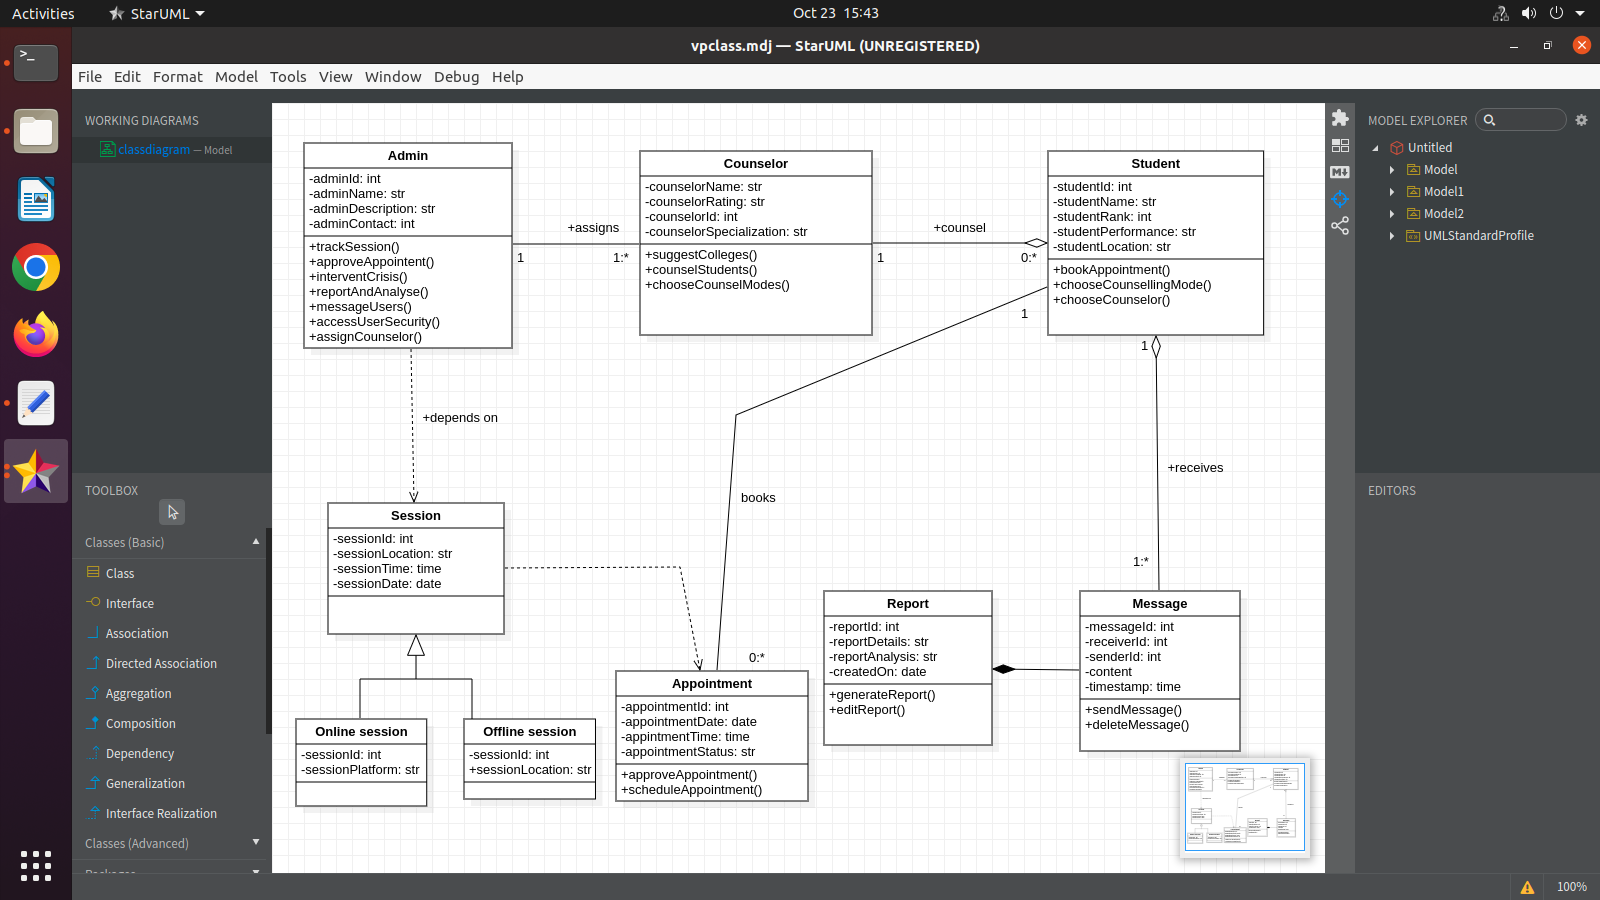 Activities
StarUML
Oct 23 15:43
vpclass.mdj — StarUML (UNREGISTERED)
File Edit Format Model Tools View Window Debug Help
WORKING DIAGRAMS
classdiagram — Model
TOOLBOX
Classes (Basic)
Class
Interface
Association
Directed Association
Aggregation
Composition
Dependency
Generalization
Interface Realization
Classes (Advanced)
Admin
-adminId: int
-adminName: str
-adminDescription: str
-adminContact: int
+trackSession()
+approveAppointent()
+interventCrisis()
+reportAndAnalyse()
+messageUsers()
+accessUserSecurity()
+assignCounselor()
+assigns
1
1:*
Counselor
-counselorName: str
-counselorRating: str
-counselorId: int
-counselorSpecialization: str
+suggestColleges()
+counselStudents()
+chooseCounselModes()
+counsel
1
0:*
Student
-studentId: int
-studentName: str
-studentRank: int
-studentPerformance: str
-studentLocation: str
+bookAppointment()
+chooseCounsellingMode()
+chooseCounselor()
1
1
+depends on
books
+receives
1:*
0:*
Session
-sessionId: int
-sessionLocation: str
-sessionTime: time
-sessionDate: date
Online session
-sessionId: int
-sessionPlatform: str
Offline session
-sessionId: int
+sessionLocation: str
Appointment
-appointmentId: int
-appointmentDate: date
-appintmentTime: time
-appointmentStatus: str
+approveAppointment()
+scheduleAppointment()
Report
-reportId: int
-reportDetails: str
-reportAnalysis: str
-createdOn: date
+generateReport()
+editReport()
Message
-messageId: int
-receiverId: int
-senderId: int
-content
-timestamp: time
+sendMessage()
+deleteMessage()
MODEL EXPLORER
Untitled
Model
Model1
Model2
UMLStandardProfile
EDITORS
100%